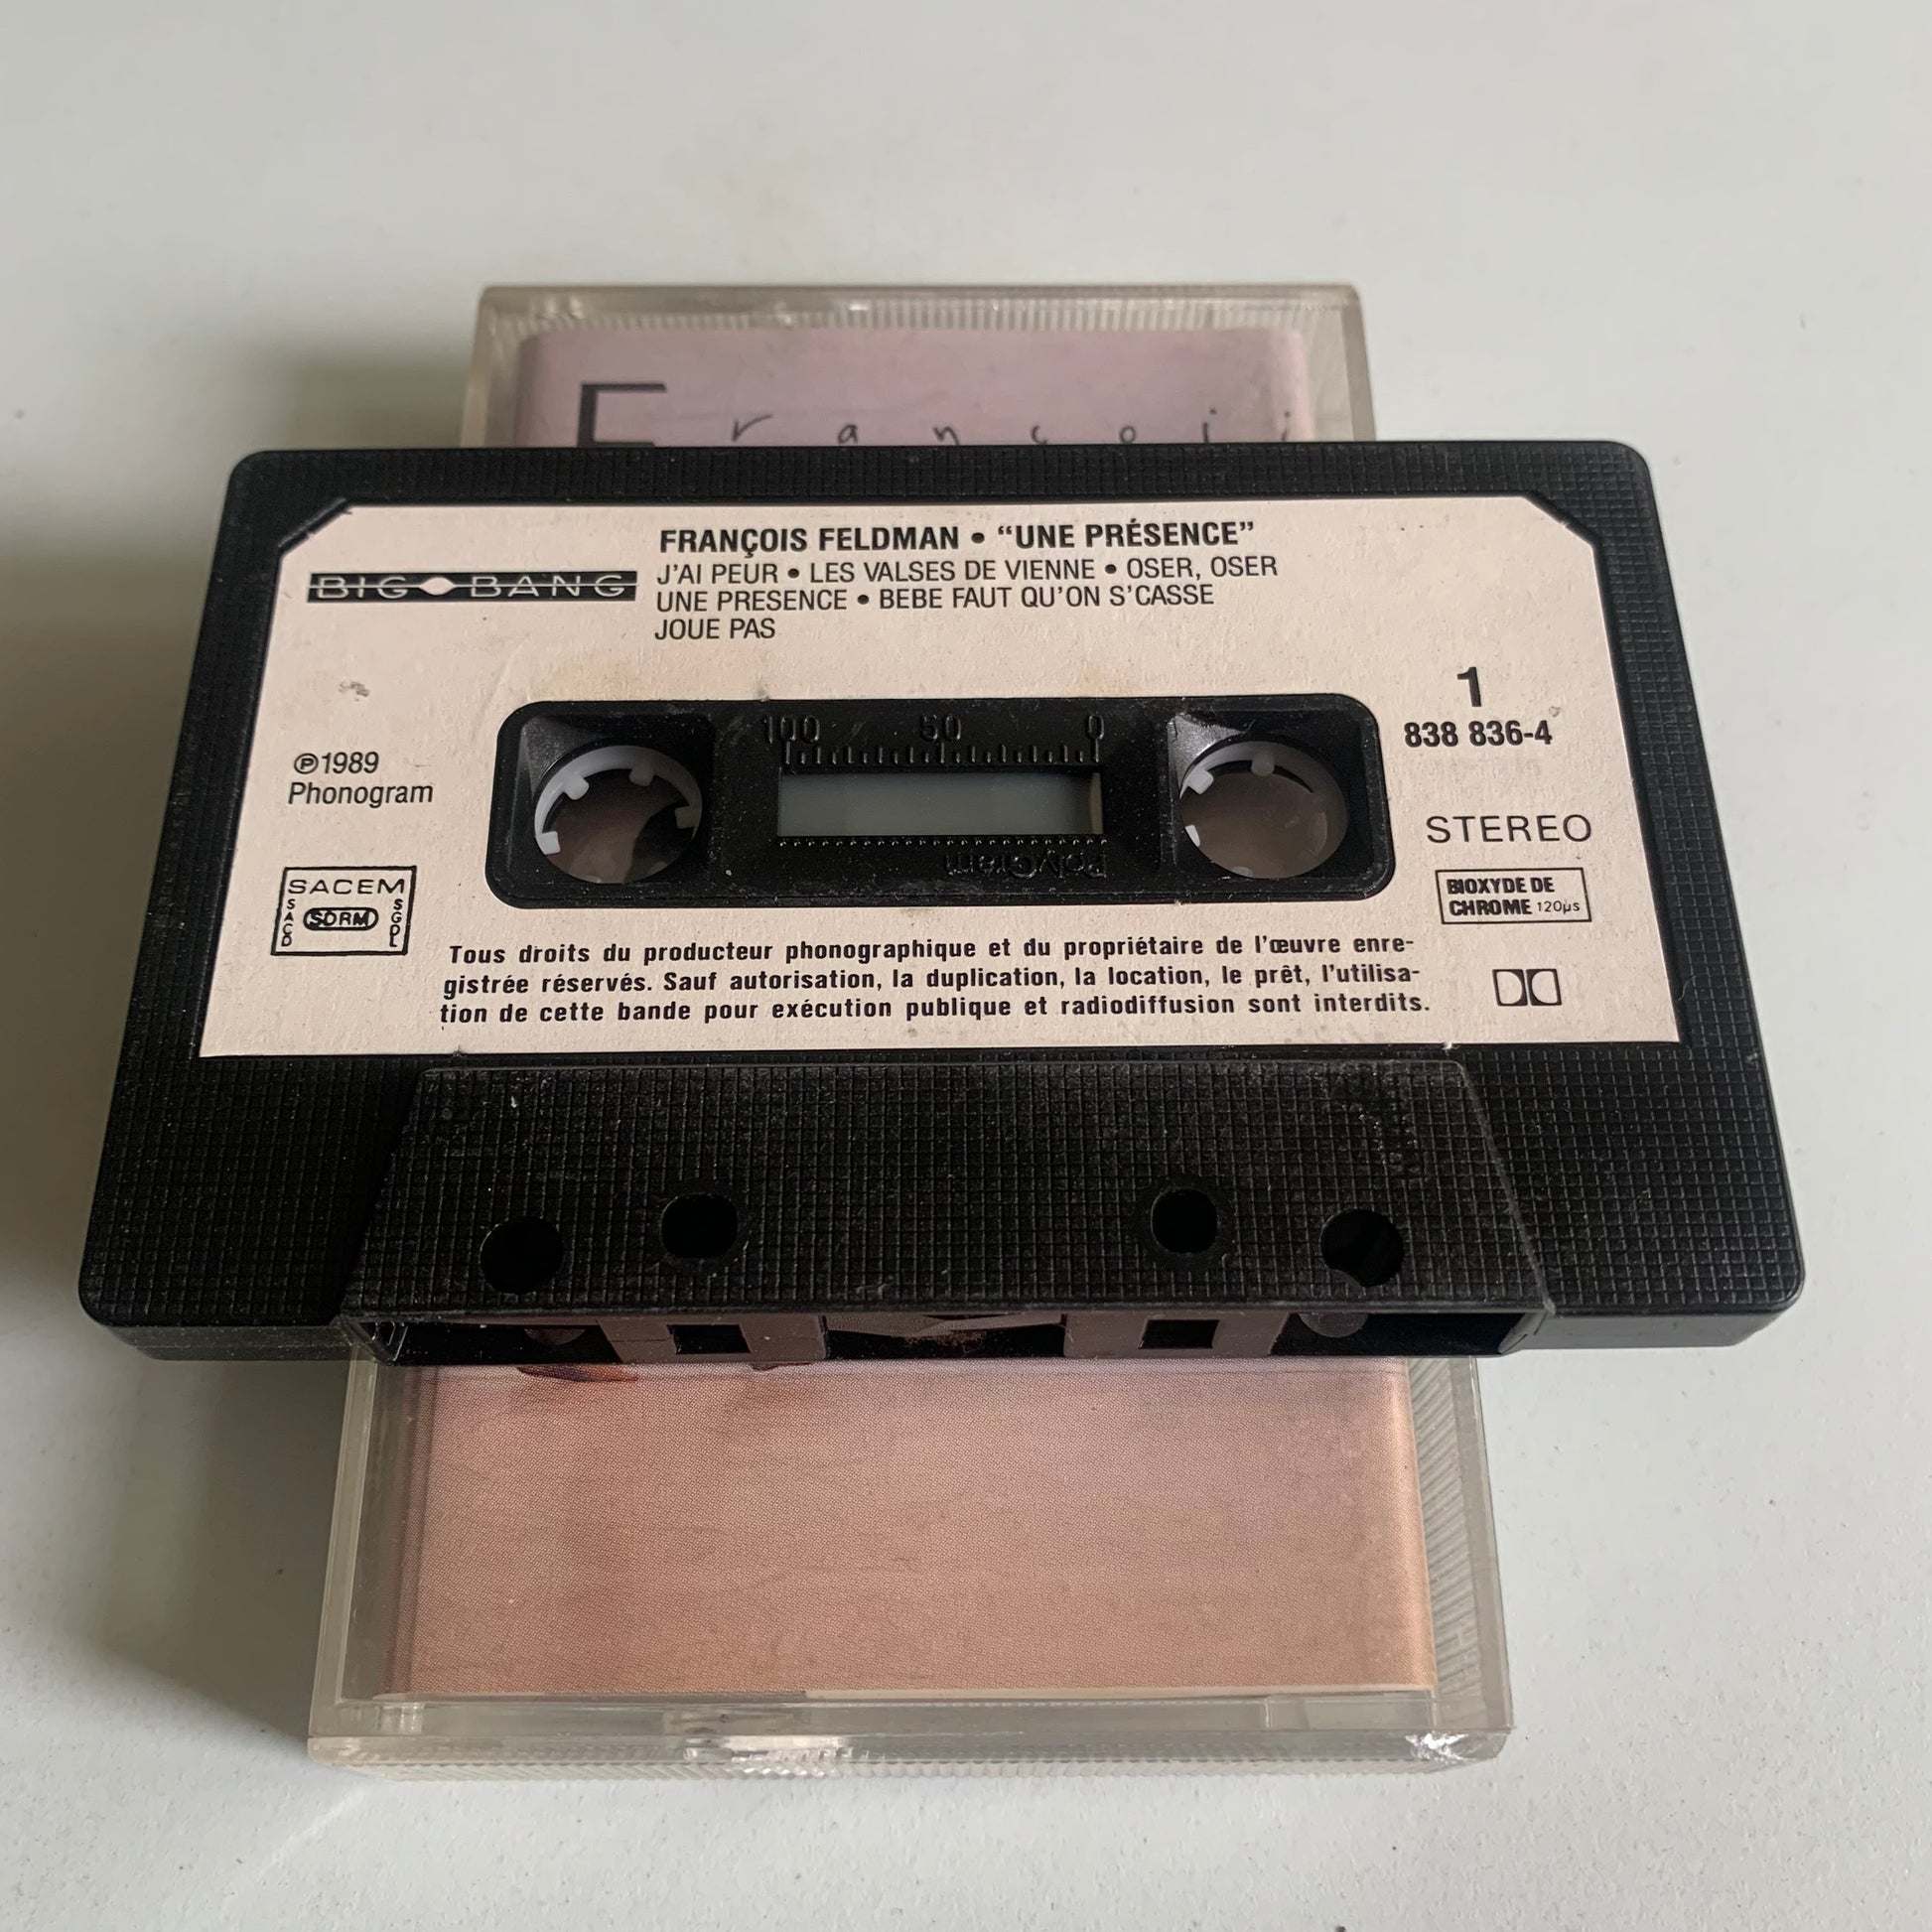 Françoi
FRANÇOIS FELDMAN • “UNE PRÉSENCE”
BIG BANG
J'AI PEUR • LES VALSES DE VIENNE • OSER, OSER
UNE PRESENCE • BEBE FAUT QU'ON S'CASSE
JOUE PAS
1
838 836-4
100 50 0
℗1989
Phonogram
STEREO
PolyGram
SACEM
SACD
SDRM
SGDL
BIOXYDE DE
CHROME 120µs
Tous droits du producteur phonographique et du propriétaire de l'œuvre enre-
gistrée réservés. Sauf autorisation, la duplication, la location, le prêt, l'utilisa-
tion de cette bande pour exécution publique et radiodiffusion sont interdits.